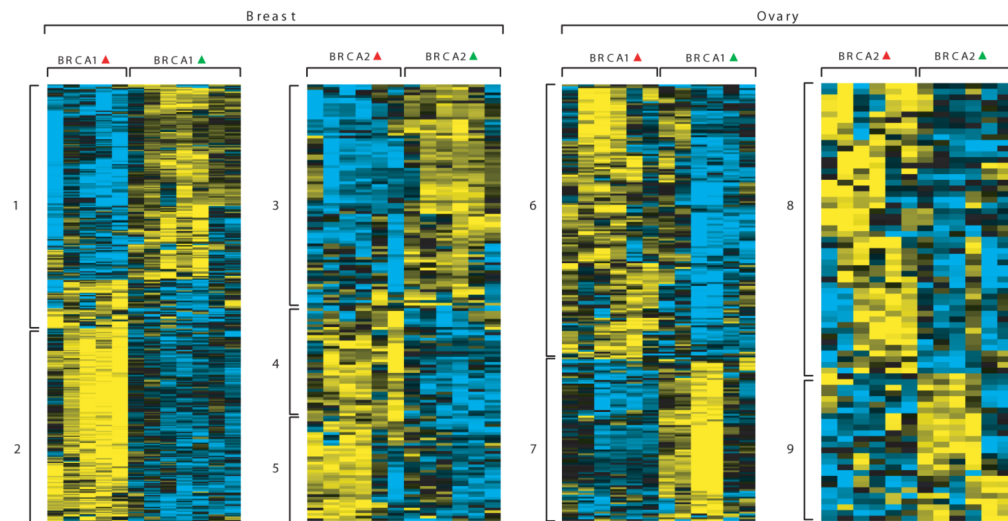 Breast Ovary
BRCA1 ▲ BRCA1 ▲ BRCA2 ▲ BRCA2 ▲ BRCA1 ▲ BRCA1 ▲ BRCA2 ▲ BRCA2 ▲
1 3 6 8
4
2 5 7 9